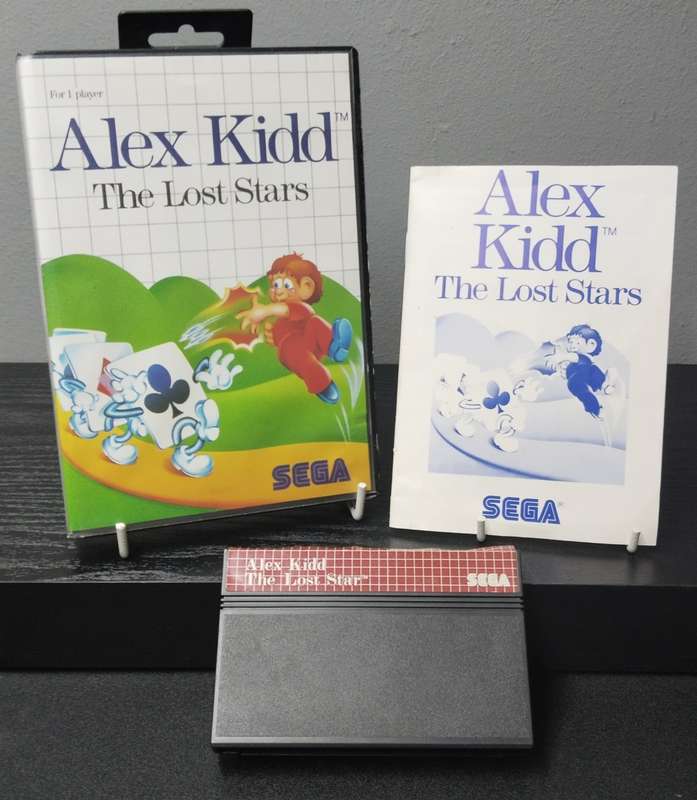 For 1 player
Alex Kidd™
The Lost Stars
SEGA
Alex
Kidd™
The Lost Stars
SEGA®
Alex Kidd
The Lost Star™
SEGA